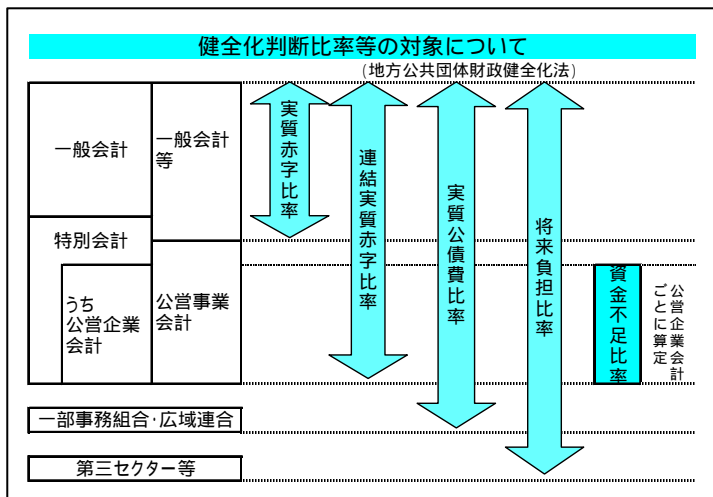 健全化判断比率等の対象について
(地方公共団体財政健全化法)
一般会計
一般会計
等
特別会計
うち
公営企業
会計
公営事業
会計
実質赤字比率
連結実質赤字比率
実質公債費比率
将来負担比率
資金不足比率
公営企業会計
ごとに算定
一部事務組合・広域連合
第三セクター等